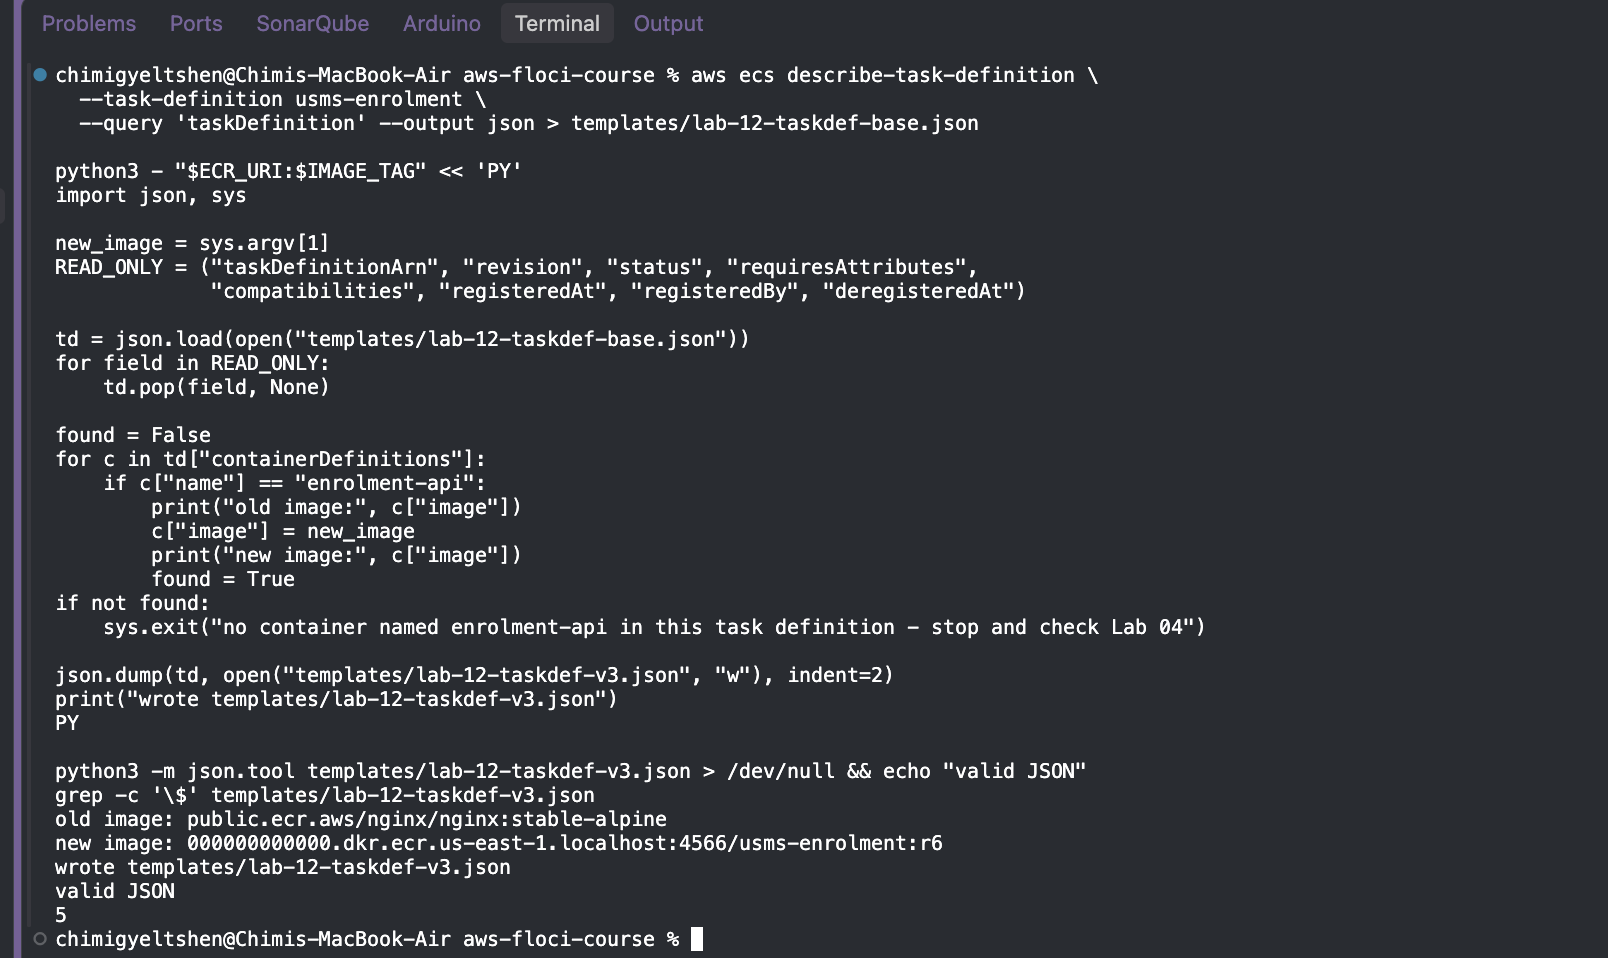 Problems Ports SonarQube Arduino Terminal Output
chimigyeltshen@Chimis-MacBook-Air aws-floci-course % aws ecs describe-task-definition \
  --task-definition usms-enrolment \
  --query 'taskDefinition' --output json > templates/lab-12-taskdef-base.json

python3 - "$ECR_URI:$IMAGE_TAG" << 'PY'
import json, sys

new_image = sys.argv[1]
READ_ONLY = ("taskDefinitionArn", "revision", "status", "requiresAttributes",
             "compatibilities", "registeredAt", "registeredBy", "deregisteredAt")

td = json.load(open("templates/lab-12-taskdef-base.json"))
for field in READ_ONLY:
    td.pop(field, None)

found = False
for c in td["containerDefinitions"]:
    if c["name"] == "enrolment-api":
        print("old image:", c["image"])
        c["image"] = new_image
        print("new image:", c["image"])
        found = True
if not found:
    sys.exit("no container named enrolment-api in this task definition - stop and check Lab 04")

json.dump(td, open("templates/lab-12-taskdef-v3.json", "w"), indent=2)
print("wrote templates/lab-12-taskdef-v3.json")
PY

python3 -m json.tool templates/lab-12-taskdef-v3.json > /dev/null && echo "valid JSON"
grep -c '\$' templates/lab-12-taskdef-v3.json
old image: public.ecr.aws/nginx/nginx:stable-alpine
new image: 000000000000.dkr.ecr.us-east-1.localhost:4566/usms-enrolment:r6
wrote templates/lab-12-taskdef-v3.json
valid JSON
5
chimigyeltshen@Chimis-MacBook-Air aws-floci-course %